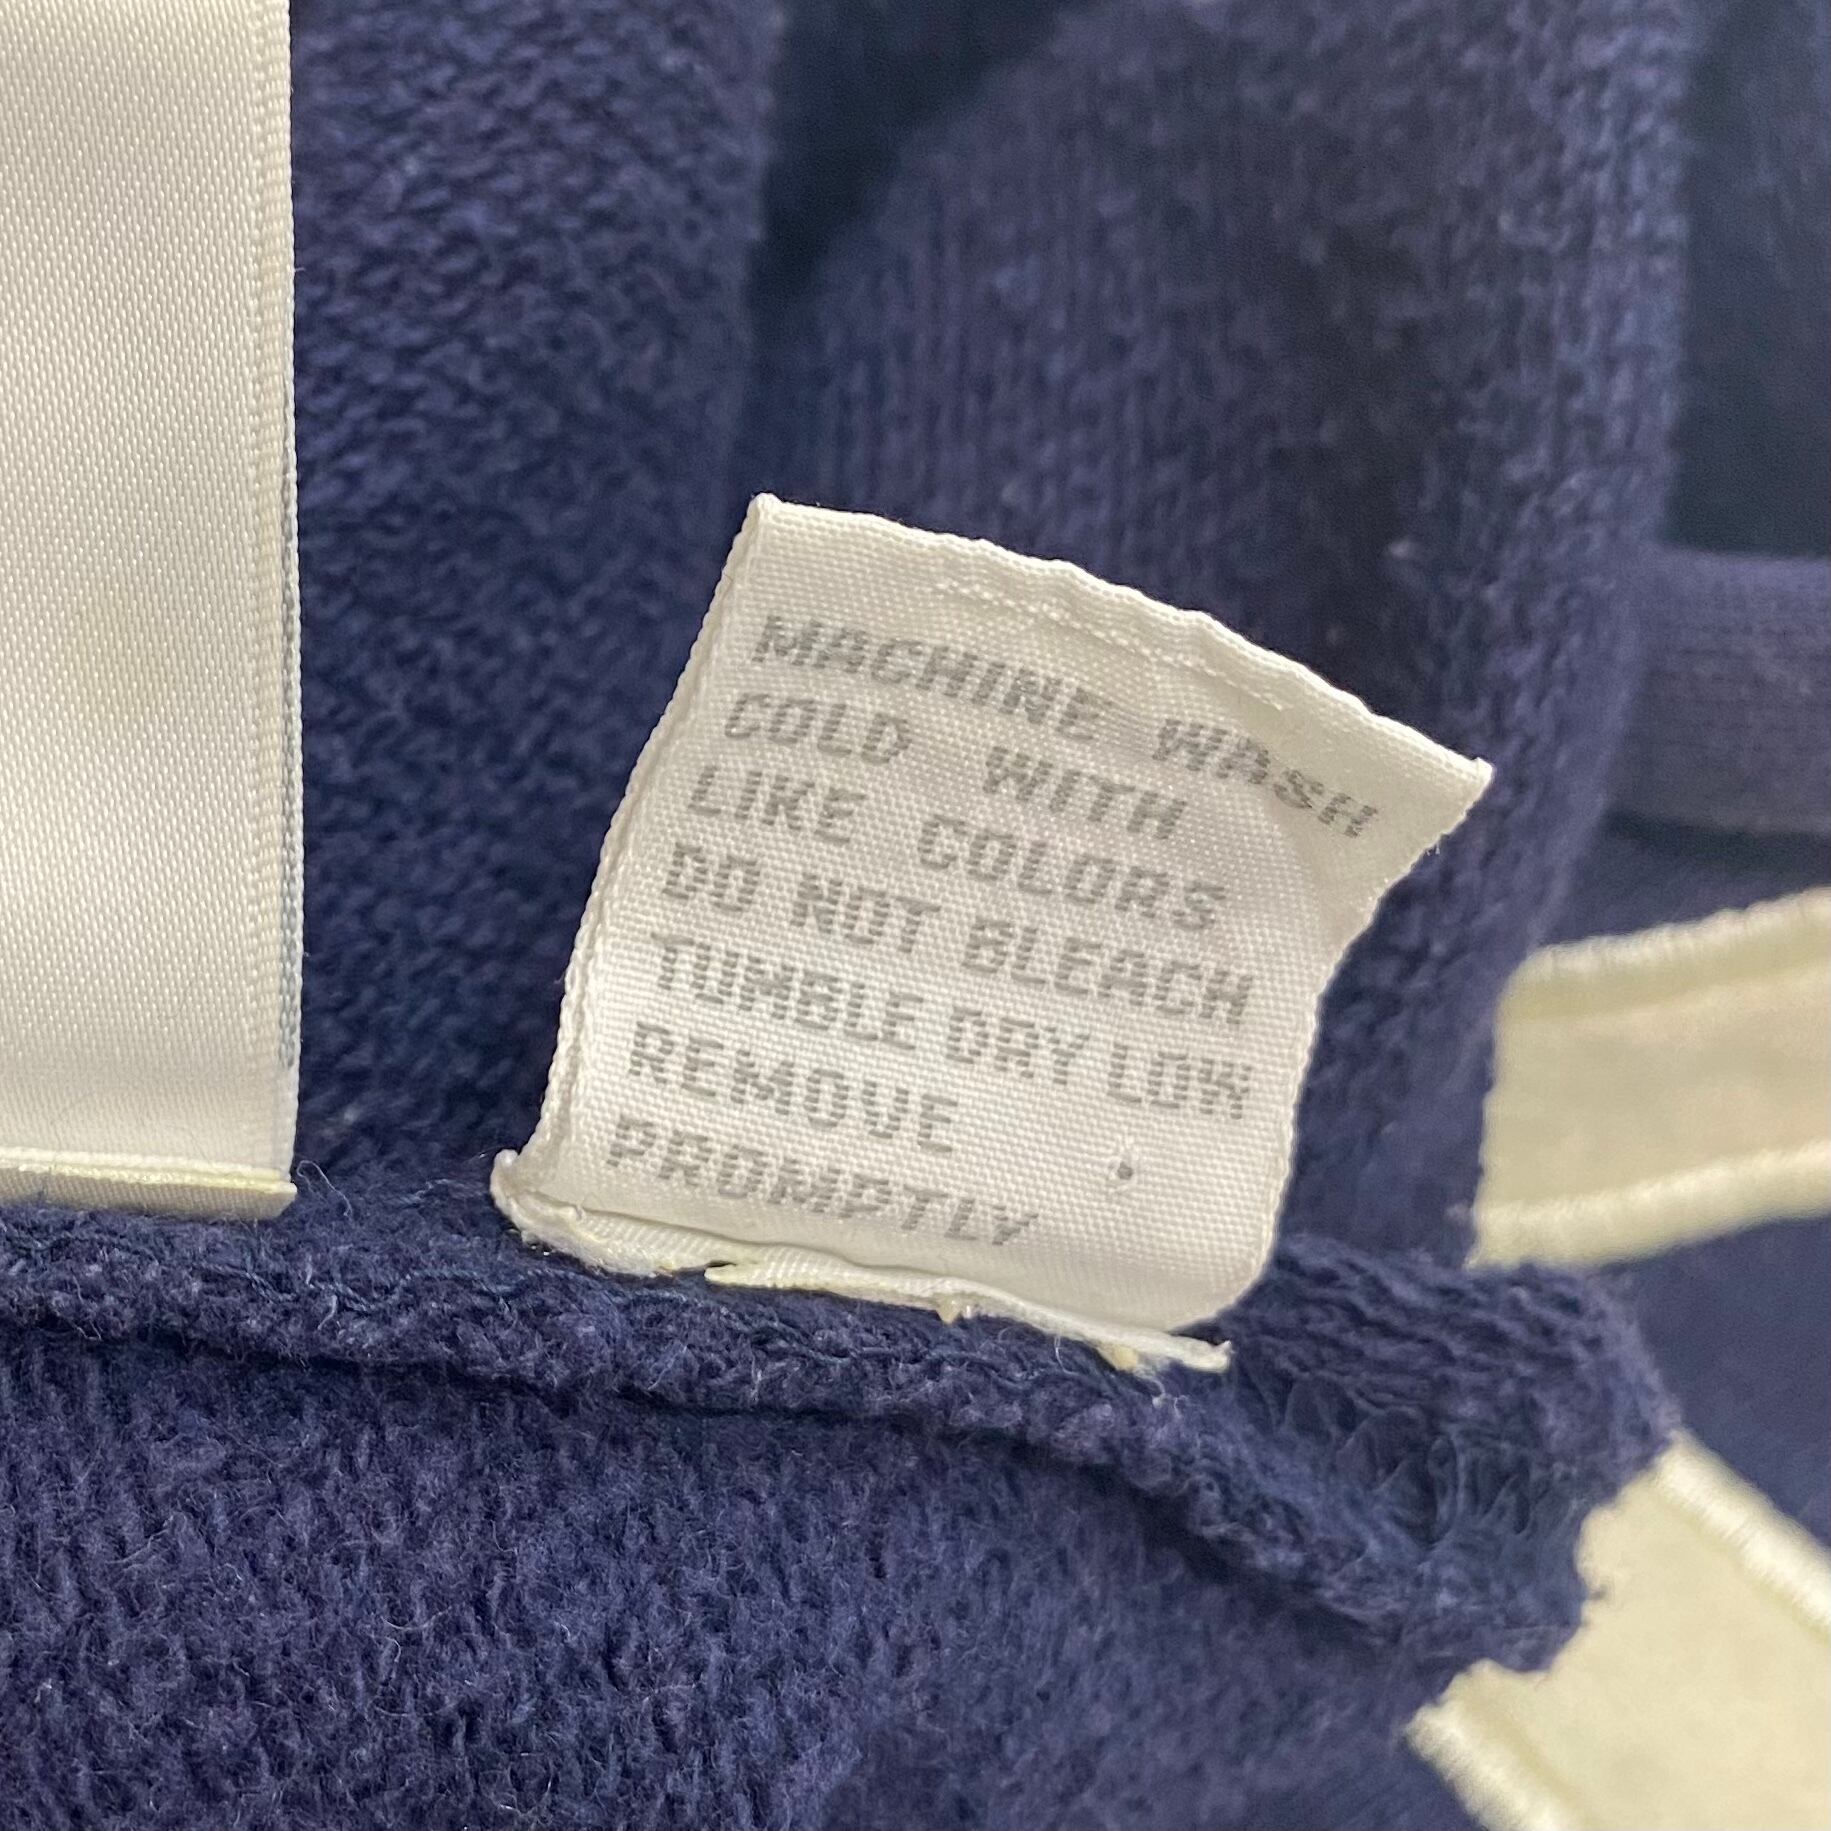 MACHINE WASH
COLD WITH
LIKE COLORS
DO NOT BLEACH
TUMBLE DRY LOW
REMOVE
PROMPTLY